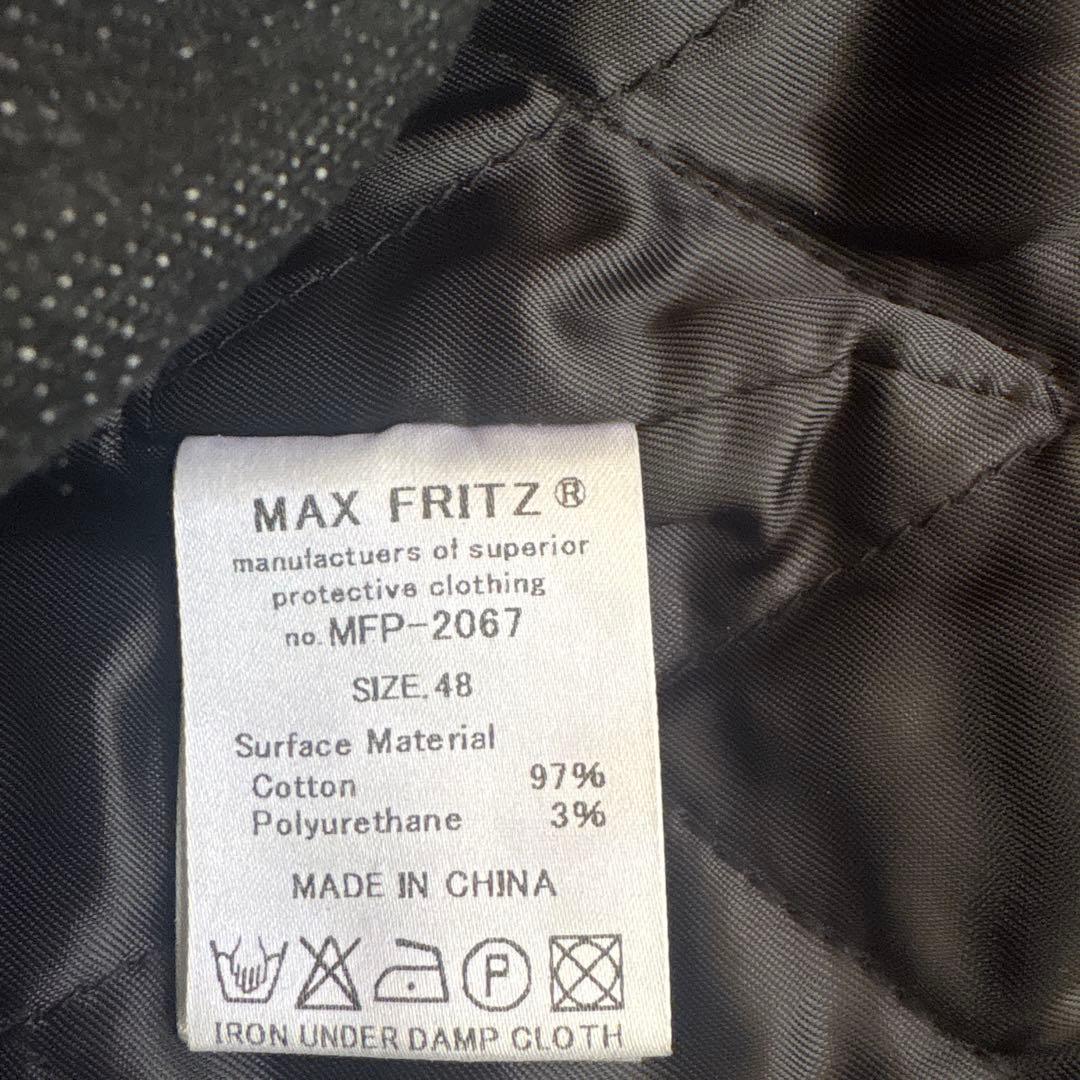 MAX FRITZ®
manufactuers of superior
protective clothing
no. MFP-2067
SIZE. 48
Surface Material
Cotton 97%
Polyurethane 3%
MADE IN CHINA
P
IRON UNDER DAMP CLOTH